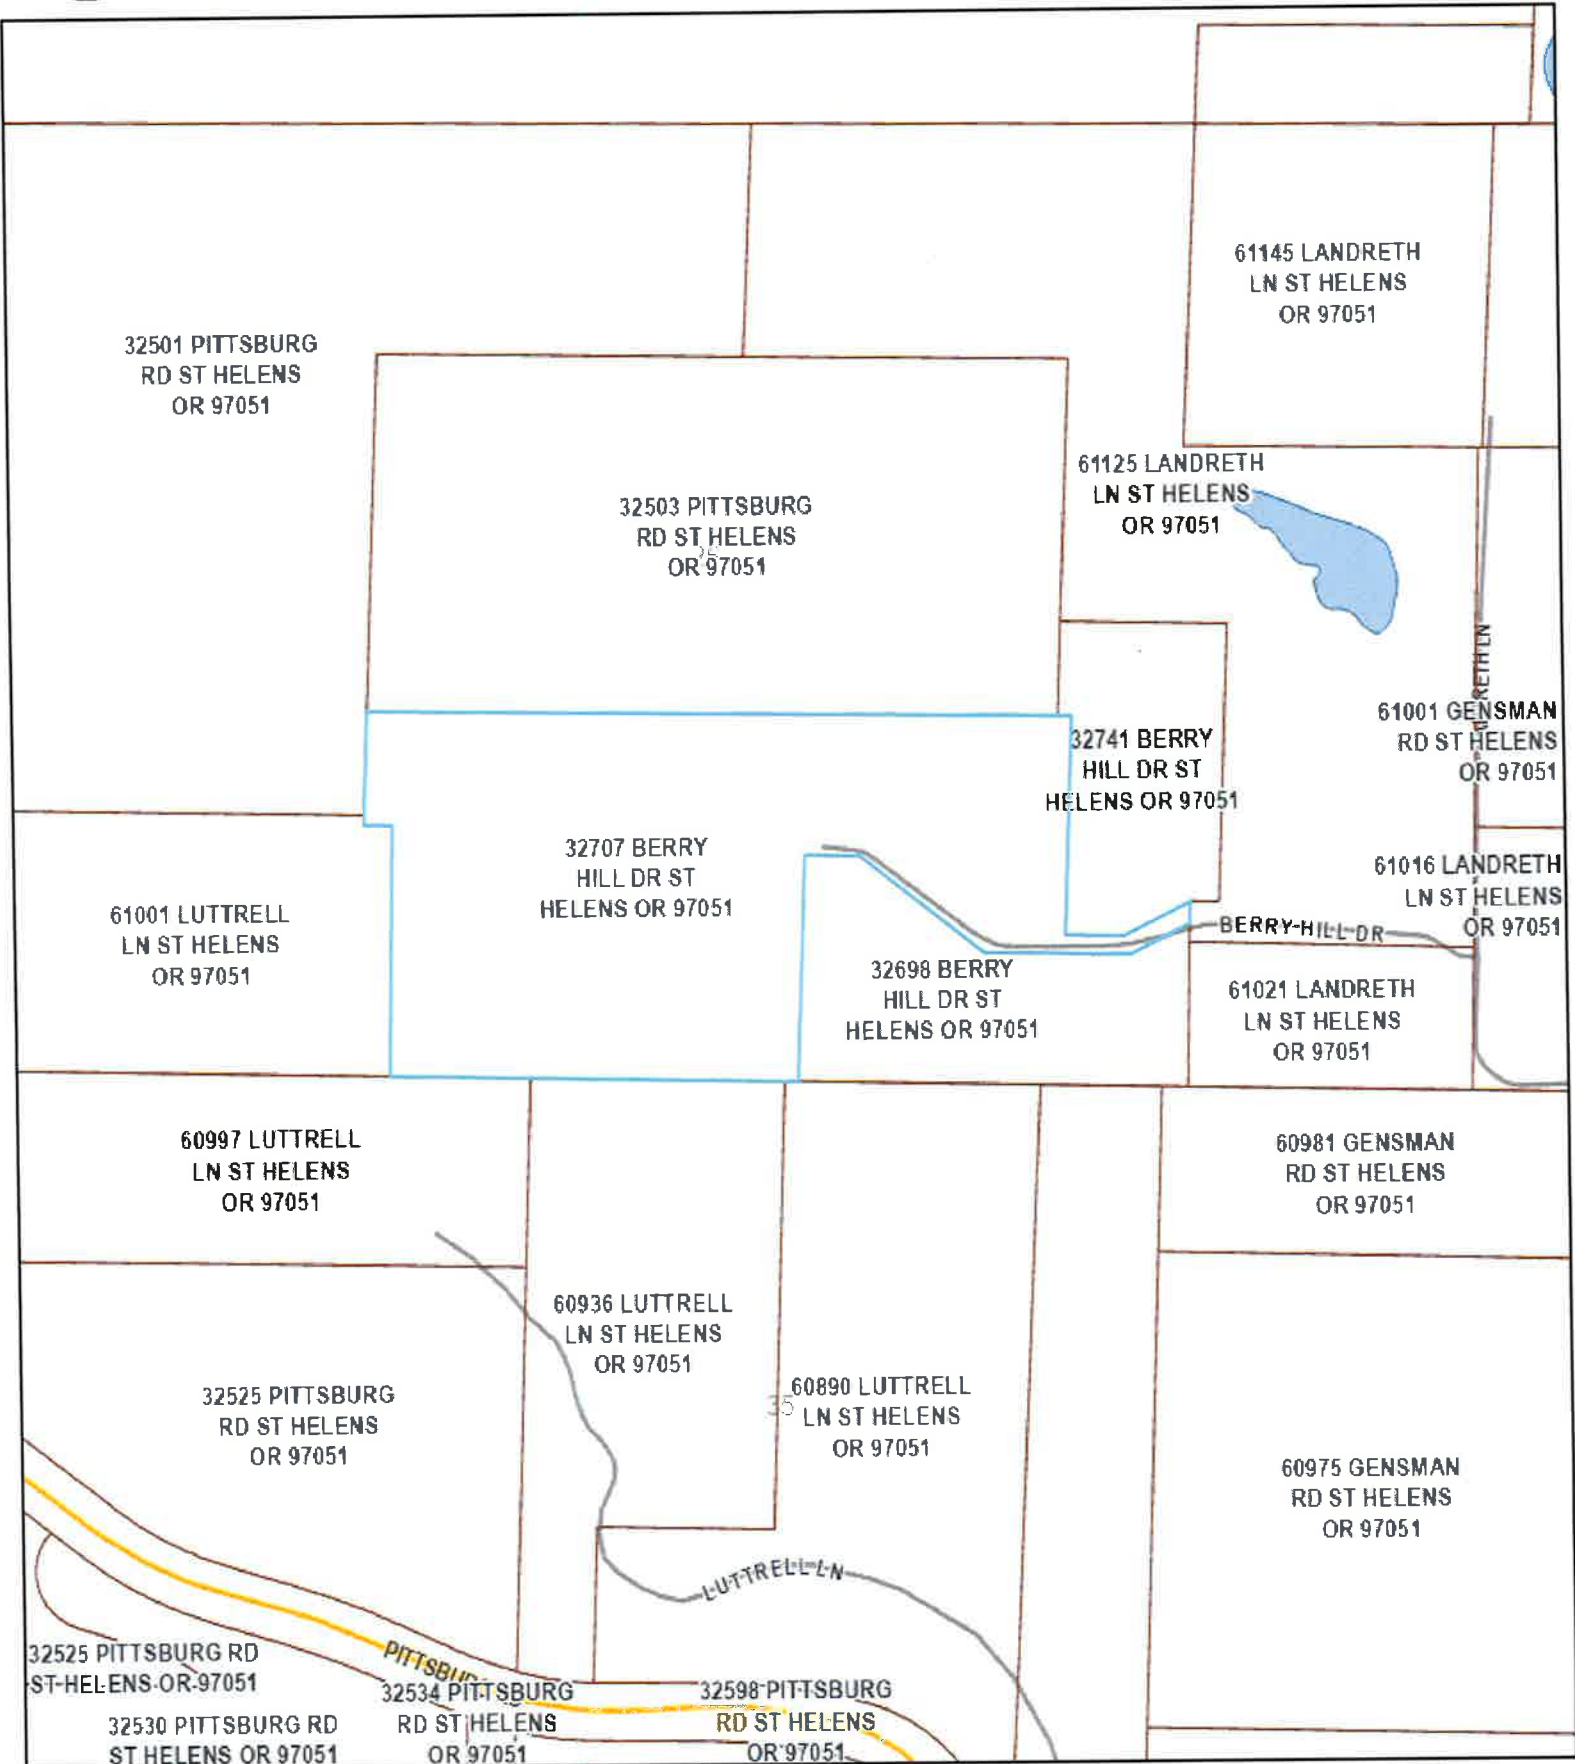 61145 LANDRETH
LN ST HELENS
OR 97051
32501 PITTSBURG
RD ST HELENS
OR 97051
61125 LANDRETH
LN ST HELENS
OR 97051
32503 PITTSBURG
RD ST HELENS
OR 97051
RETH LN
61001 GENSMAN
RD ST HELENS
OR 97051
32741 BERRY
HILL DR ST
HELENS OR 97051
32707 BERRY
HILL DR ST
HELENS OR 97051
61016 LANDRETH
LN ST HELENS
OR 97051
61001 LUTTRELL
LN ST HELENS
OR 97051
BERRY HILL DR
32698 BERRY
HILL DR ST
HELENS OR 97051
61021 LANDRETH
LN ST HELENS
OR 97051
60997 LUTTRELL
LN ST HELENS
OR 97051
60981 GENSMAN
RD ST HELENS
OR 97051
60936 LUTTRELL
LN ST HELENS
OR 97051
32525 PITTSBURG
RD ST HELENS
OR 97051
35
60890 LUTTRELL
LN ST HELENS
OR 97051
60975 GENSMAN
RD ST HELENS
OR 97051
LUTTRELL LN
32525 PITTSBURG RD
ST HELENS OR 97051
PITTSBU
32534 PITTSBURG
RD ST HELENS
OR 97051
32598 PITTSBURG
RD ST HELENS
OR 97051
32530 PITTSBURG RD
ST HELENS OR 97051